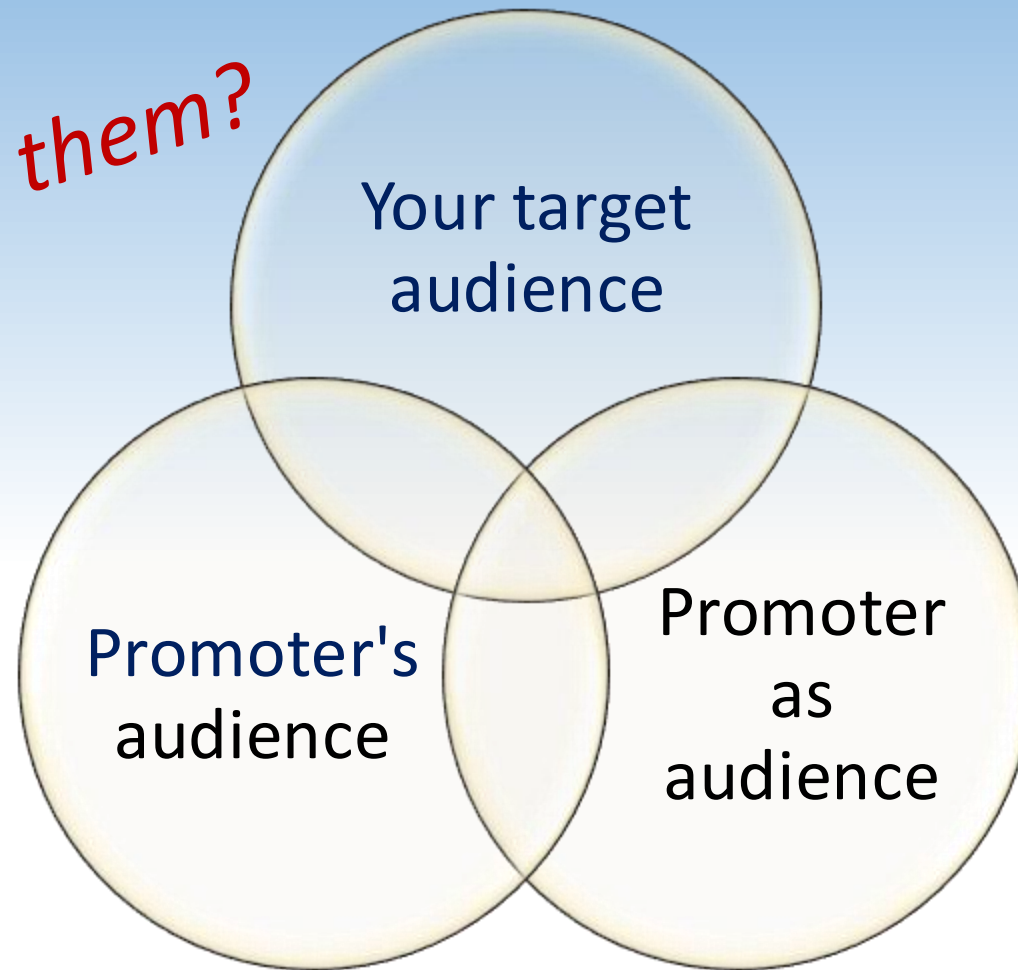 them?
Your target
audience
Promoter's
audience
Promoter
as
audience